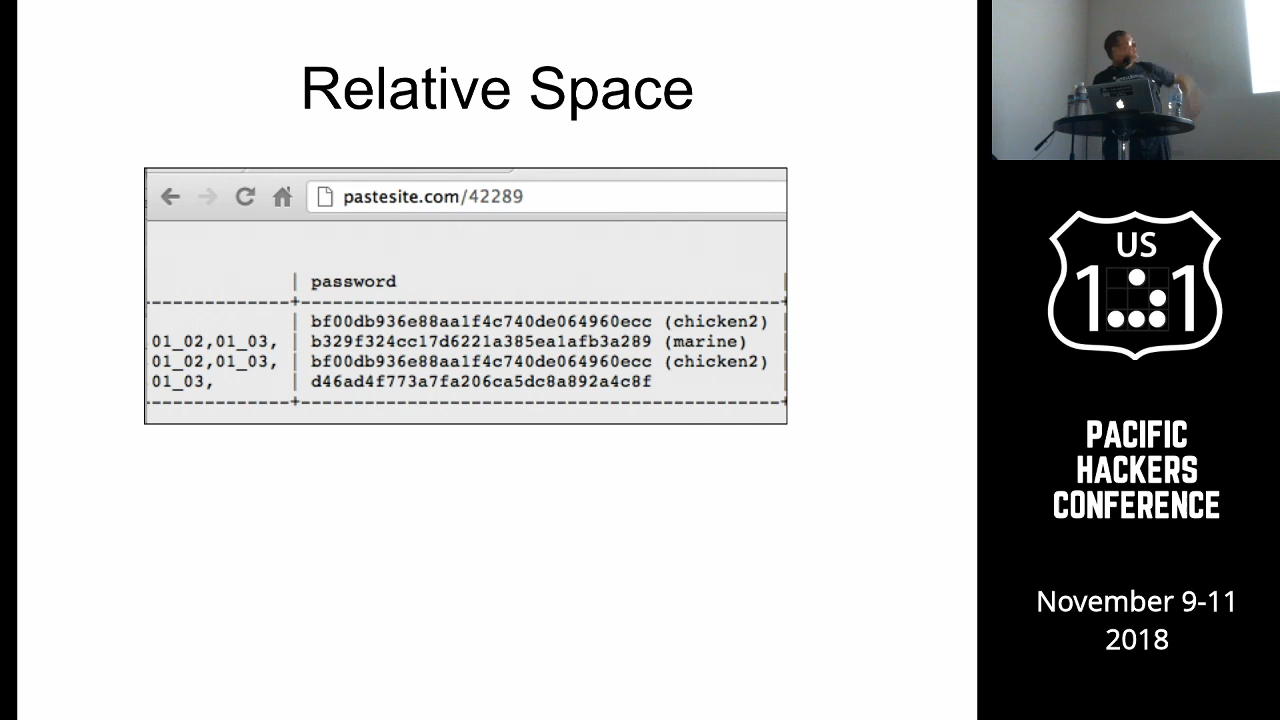 Relative Space
pastesite.com/42289
| password |
---------------+------------------------------------------------+
| bf00db936e88aa1f4c740de064960ecc (chicken2) |
01_02,01_03, | b329f324cc17d6221a385ea1afb3a289 (marine) |
01_02,01_03, | bf00db936e88aa1f4c740de064960ecc (chicken2) |
01_03, | d46ad4f773a7fa206ca5dc8a892a4c8f |
---------------+------------------------------------------------+
US
1 1
PACIFIC
HACKERS
CONFERENCE
November 9-11
2018